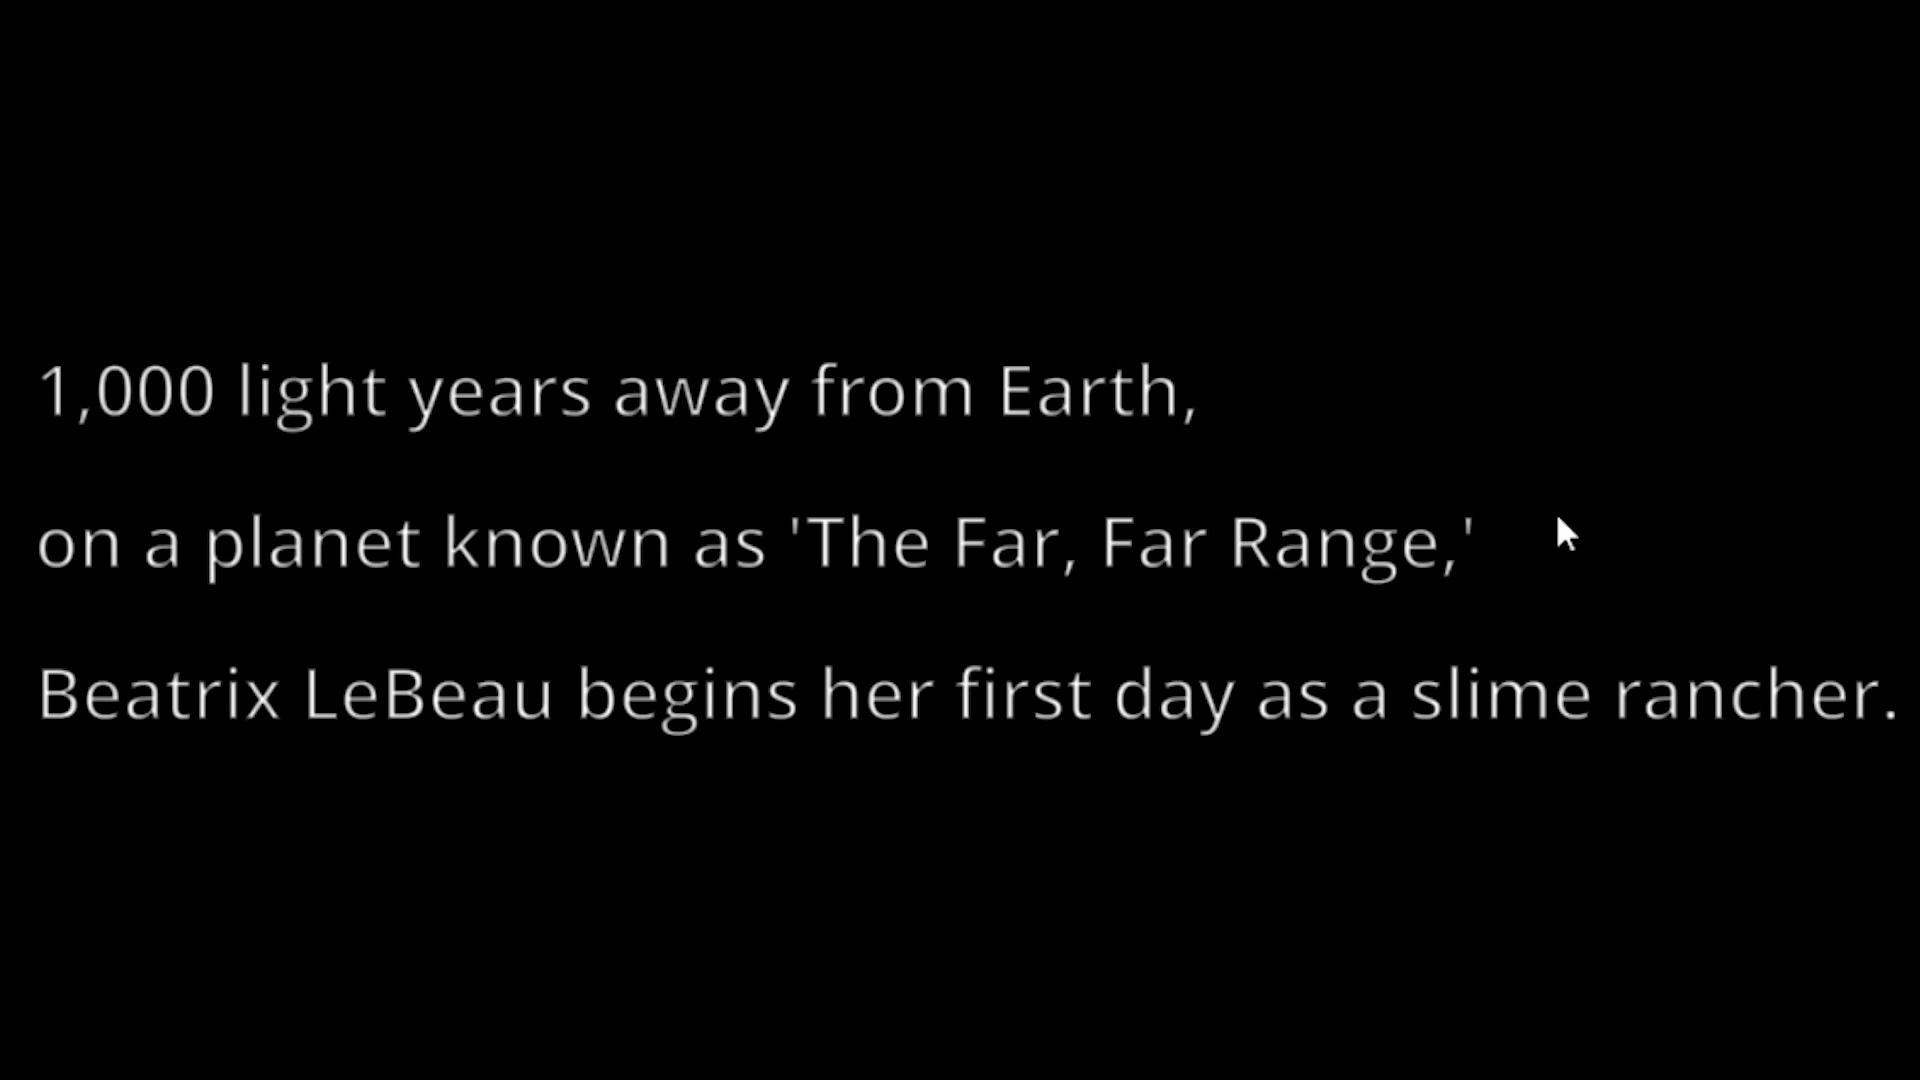 1,000 light years away from Earth,
on a planet known as 'The Far, Far Range,'
Beatrix LeBeau begins her first day as a slime rancher.